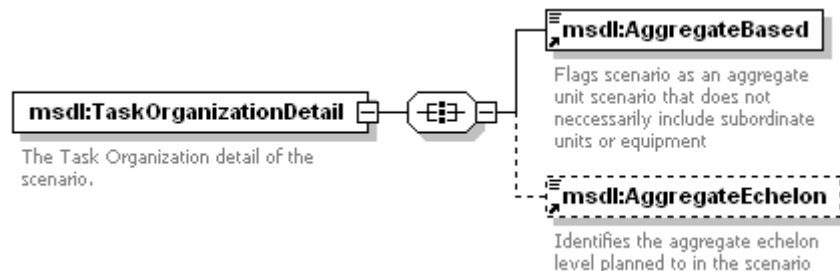 msdl:AggregateBased
Flags scenario as an aggregate
unit scenario that does not
neccessarily include subordinate
units or equipment
msdl:TaskOrganizationDetail
The Task Organization detail of the
scenario.
msdl:AggregateEchelon
Identifies the aggregate echelon
level planned to in the scenario